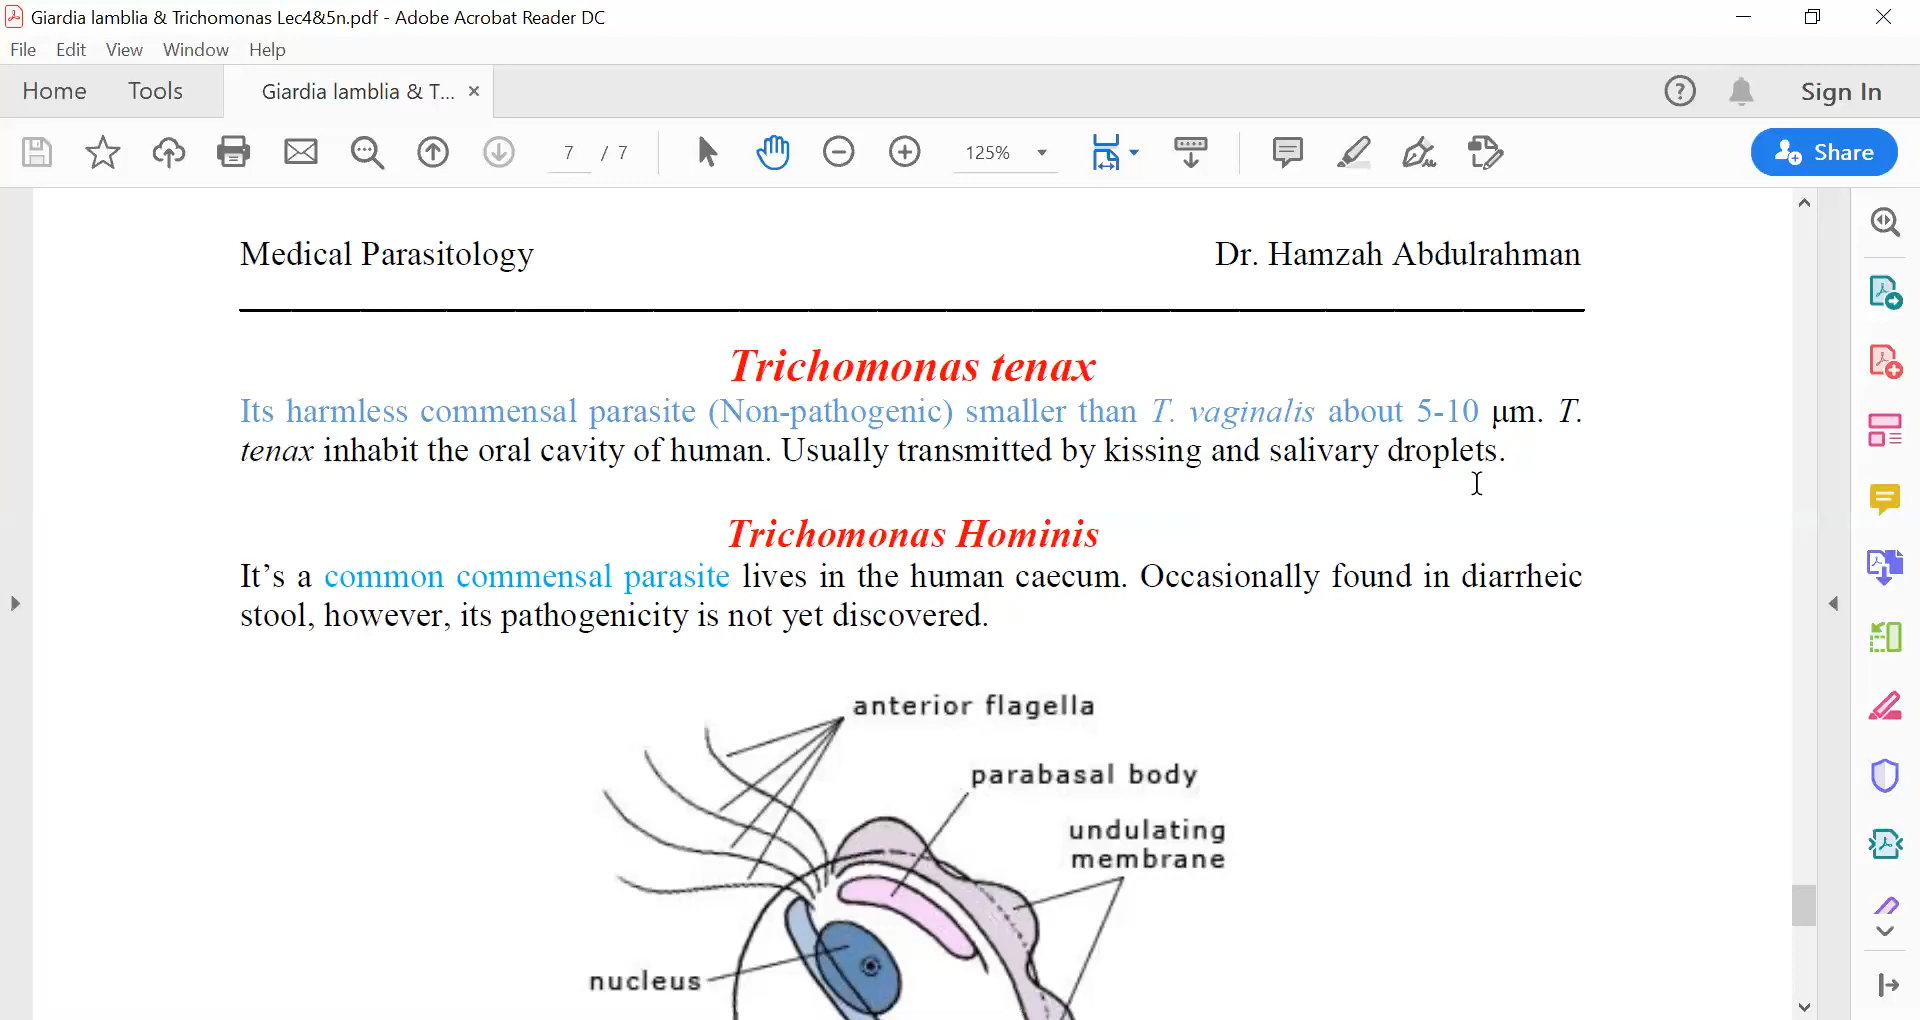 Giardia lamblia & Trichomonas Lec4&5n.pdf - Adobe Acrobat Reader DC
File Edit View Window Help
Home Tools Giardia lamblia & T... × Sign In
7 / 7 125% Share
Medical Parasitology Dr. Hamzah Abdulrahman
Trichomonas tenax
Its harmless commensal parasite (Non-pathogenic) smaller than T. vaginalis about 5-10 μm. T.
tenax inhabit the oral cavity of human. Usually transmitted by kissing and salivary droplets.
Trichomonas Hominis
It’s a common commensal parasite lives in the human caecum. Occasionally found in diarrheic
stool, however, its pathogenicity is not yet discovered.
anterior flagella
parabasal body
undulating
membrane
nucleus